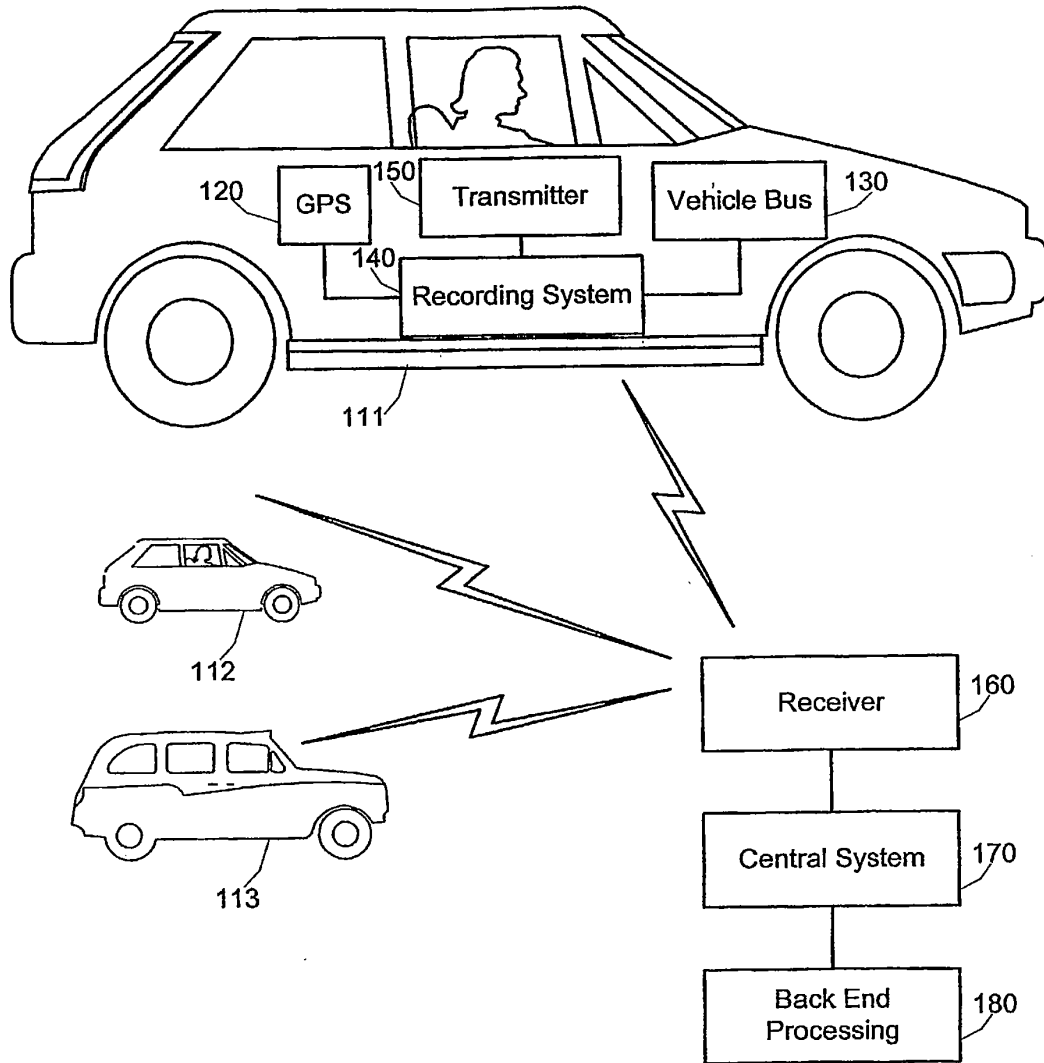 150
120
GPS
Transmitter
Vehicle Bus
130
140
Recording System
111
112
Receiver
160
113
Central System
170
Back End
Processing
180